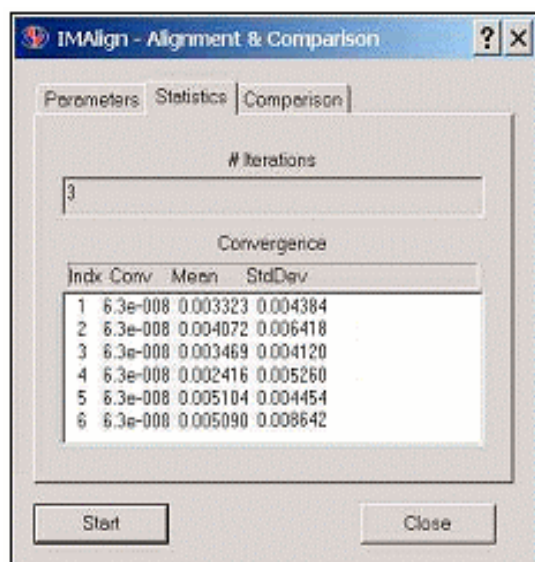 IMAlign - Alignment & Comparison
Parameters Statistics Comparison
# Iterations
3
Convergence
Indx Conv Mean StdDev
1 6.3e-008 0.003323 0.004384
2 6.3e-008 0.004072 0.006418
3 6.3e-008 0.003469 0.004120
4 6.3e-008 0.002416 0.005260
5 6.3e-008 0.005104 0.004454
6 6.3e-008 0.005090 0.008642
Start Close